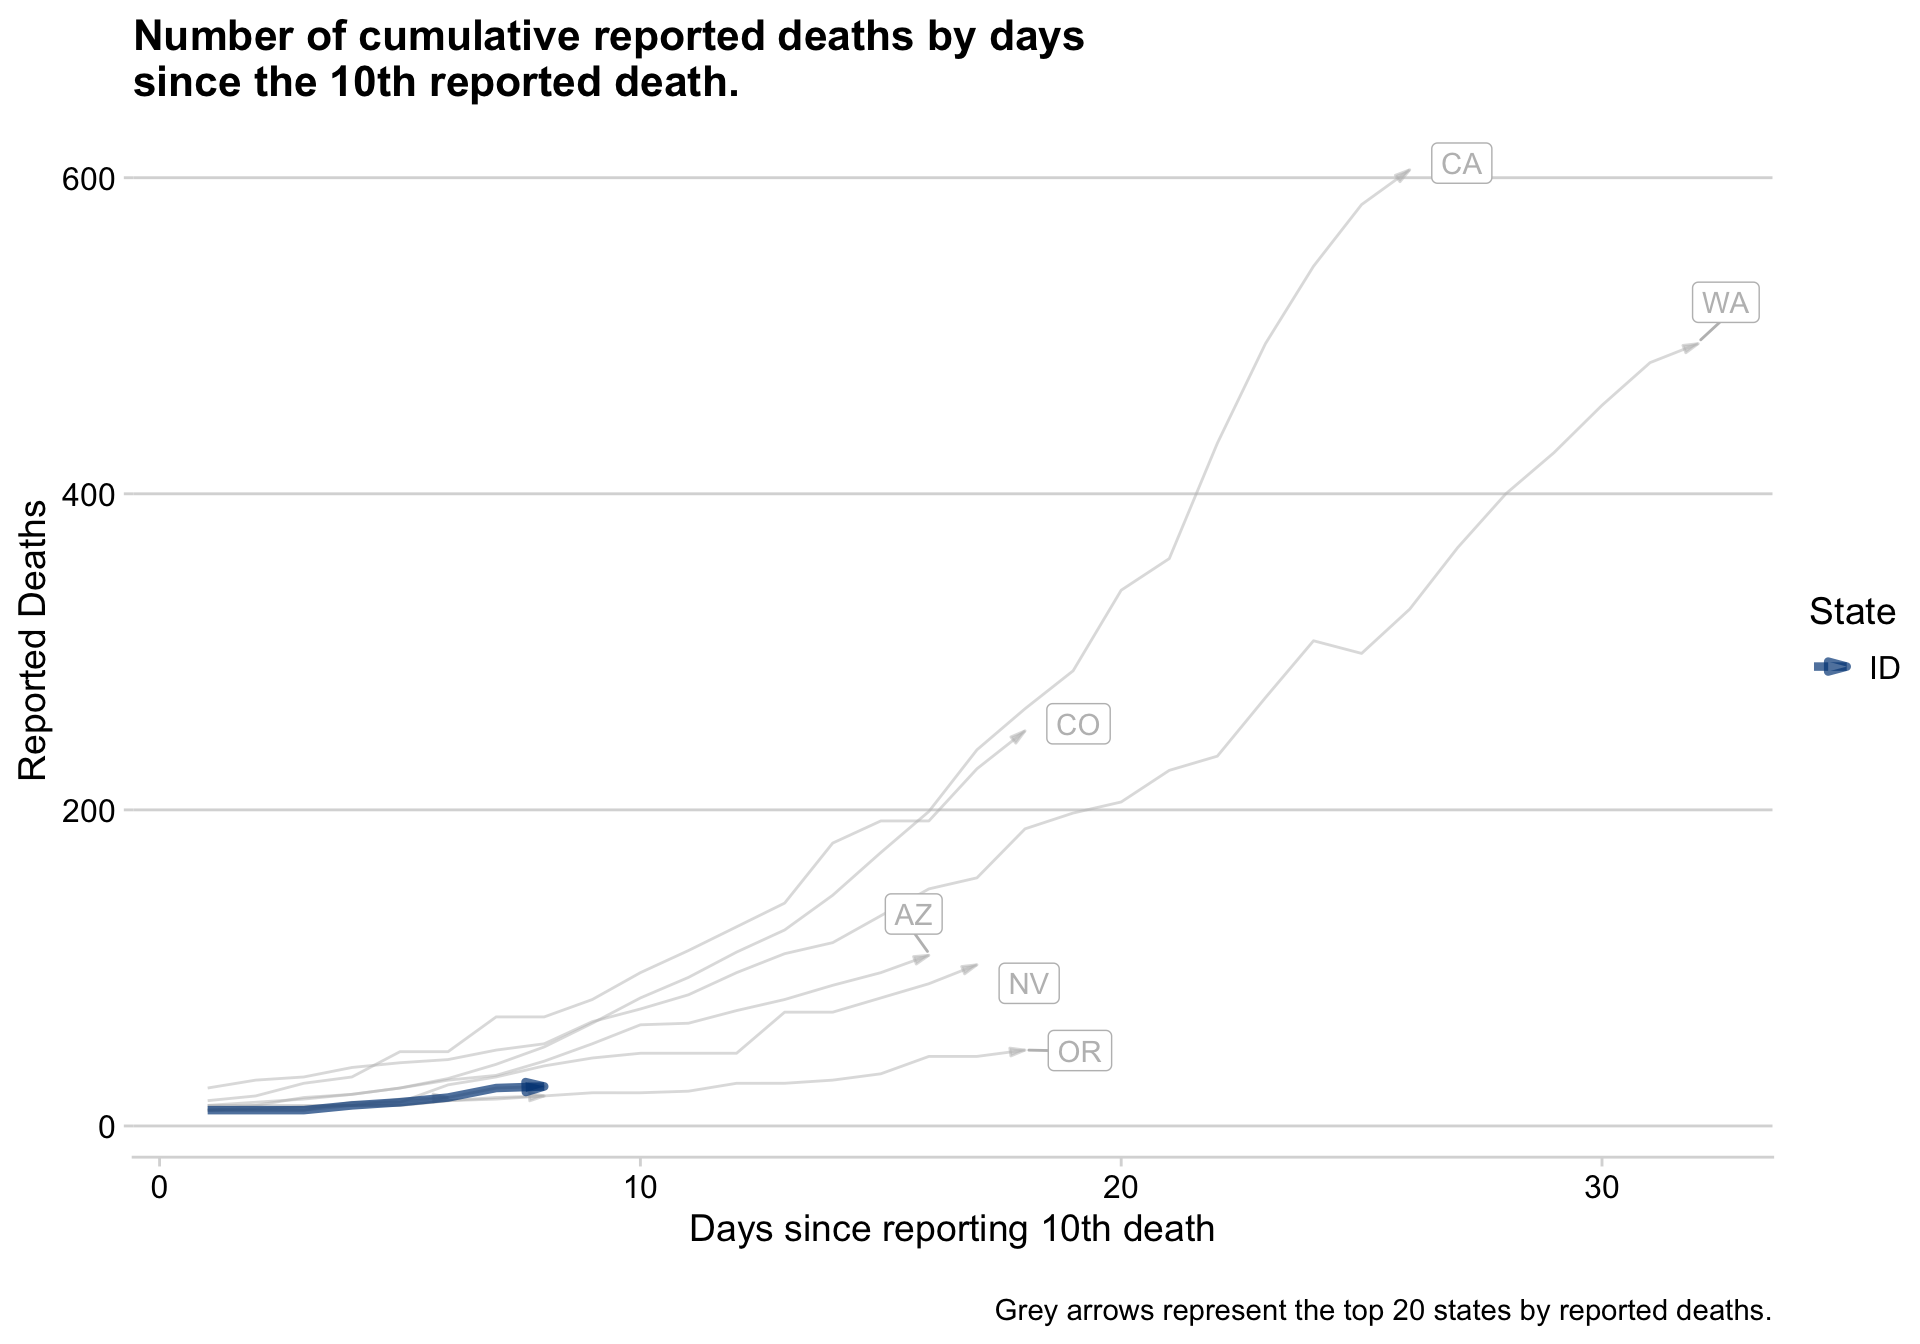 Number of cumulative reported deaths by days
since the 10th reported death.
CA
600
WA
400
Reported Deaths
State
ID
CO
200
AZ
NV
OR
0
0 10 20 30
Days since reporting 10th death
Grey arrows represent the top 20 states by reported deaths.